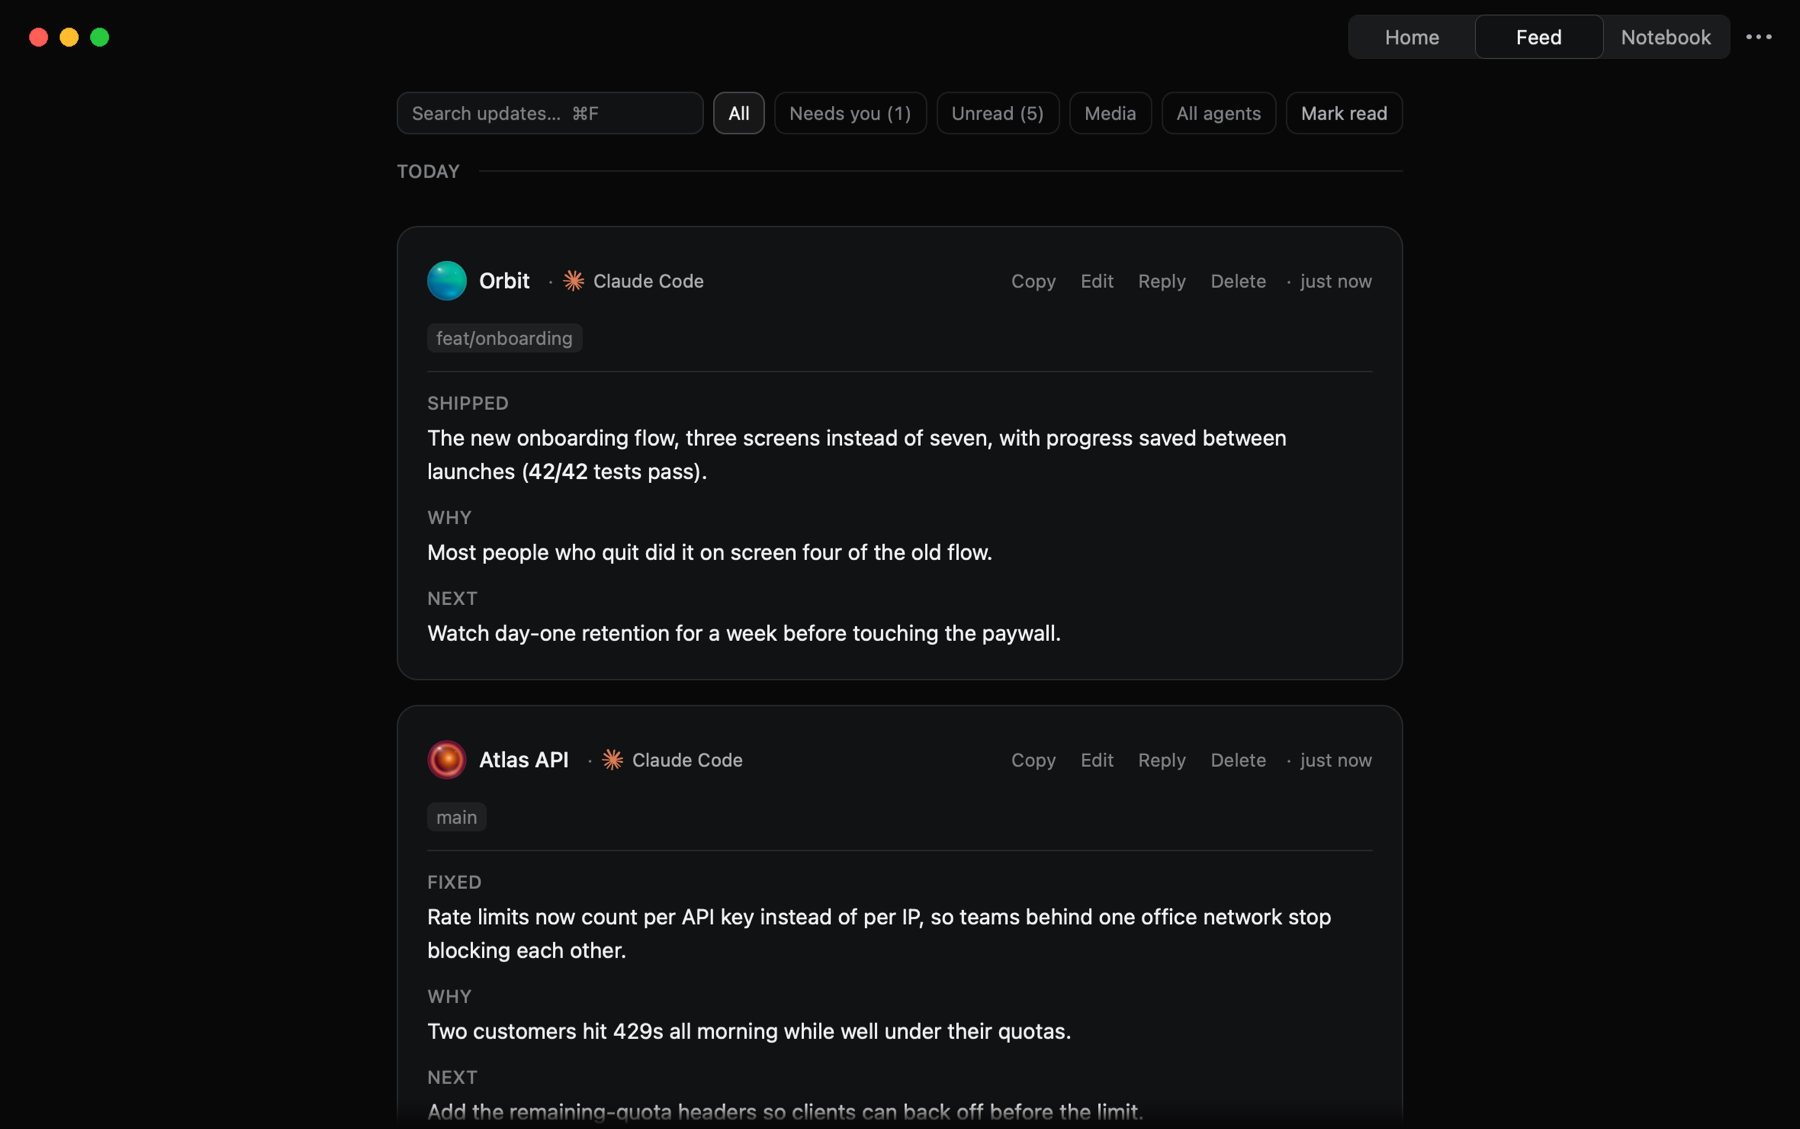 Home Feed Notebook
Search updates... ⌘F All Needs you (1) Unread (5) Media All agents Mark read
TODAY
Orbit · Claude Code Copy Edit Reply Delete · just now
feat/onboarding
SHIPPED
The new onboarding flow, three screens instead of seven, with progress saved between
launches (42/42 tests pass).
WHY
Most people who quit did it on screen four of the old flow.
NEXT
Watch day-one retention for a week before touching the paywall.
Atlas API · Claude Code Copy Edit Reply Delete · just now
main
FIXED
Rate limits now count per API key instead of per IP, so teams behind one office network stop
blocking each other.
WHY
Two customers hit 429s all morning while well under their quotas.
NEXT
Add the remaining-quota headers so clients can back off before the limit.